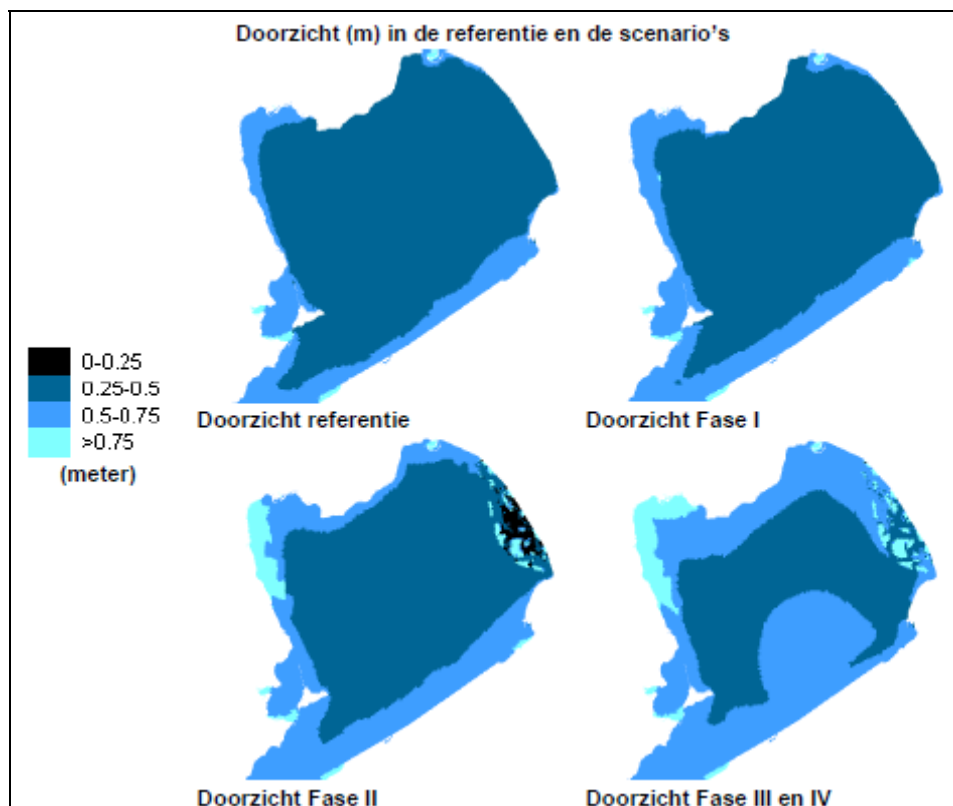 Doorzicht (m) in de referentie en de scenario's
0-0.25
0.25-0.5
0.5-0.75
>0.75
(meter)
Doorzicht referentie
Doorzicht Fase I
Doorzicht Fase II
Doorzicht Fase III en IV